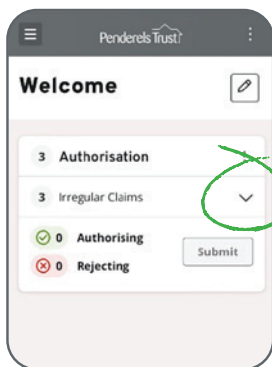 Penderels Trust
Welcome
3 Authorisation
3 Irregular Claims
0 Authorising
Submit
0 Rejecting